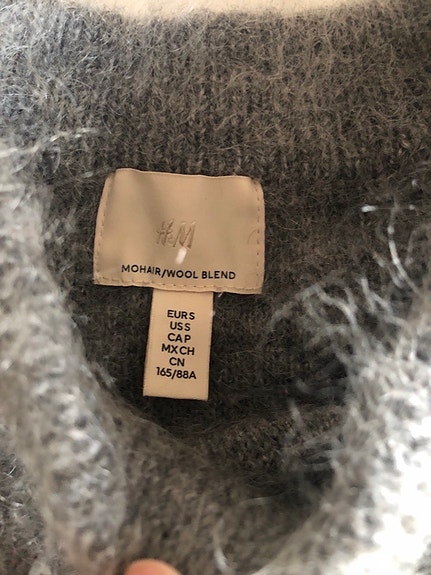 H&M
MOHAIR/WOOL BLEND
EUR S
US S
CA P
MX CH
CN
165/88A